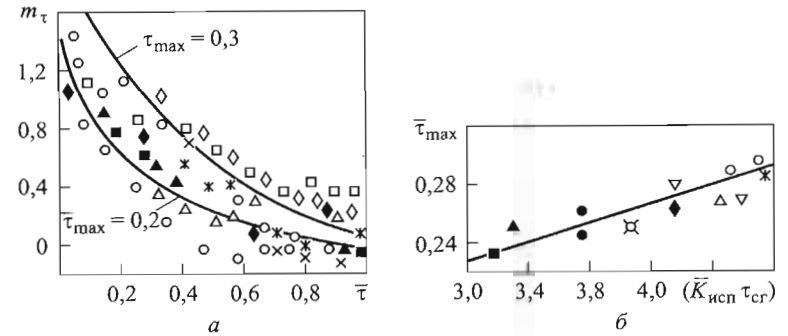 m_τ
1,2
0,8
0,4
0
τ_max = 0,3
τ_max = 0,2
0,2 0,4 0,6 0,8 τ̅
а
τ̅_max
0,28
0,24
3,0 3,4 3,8 4,0 (K̅_исп τ_сг)
б